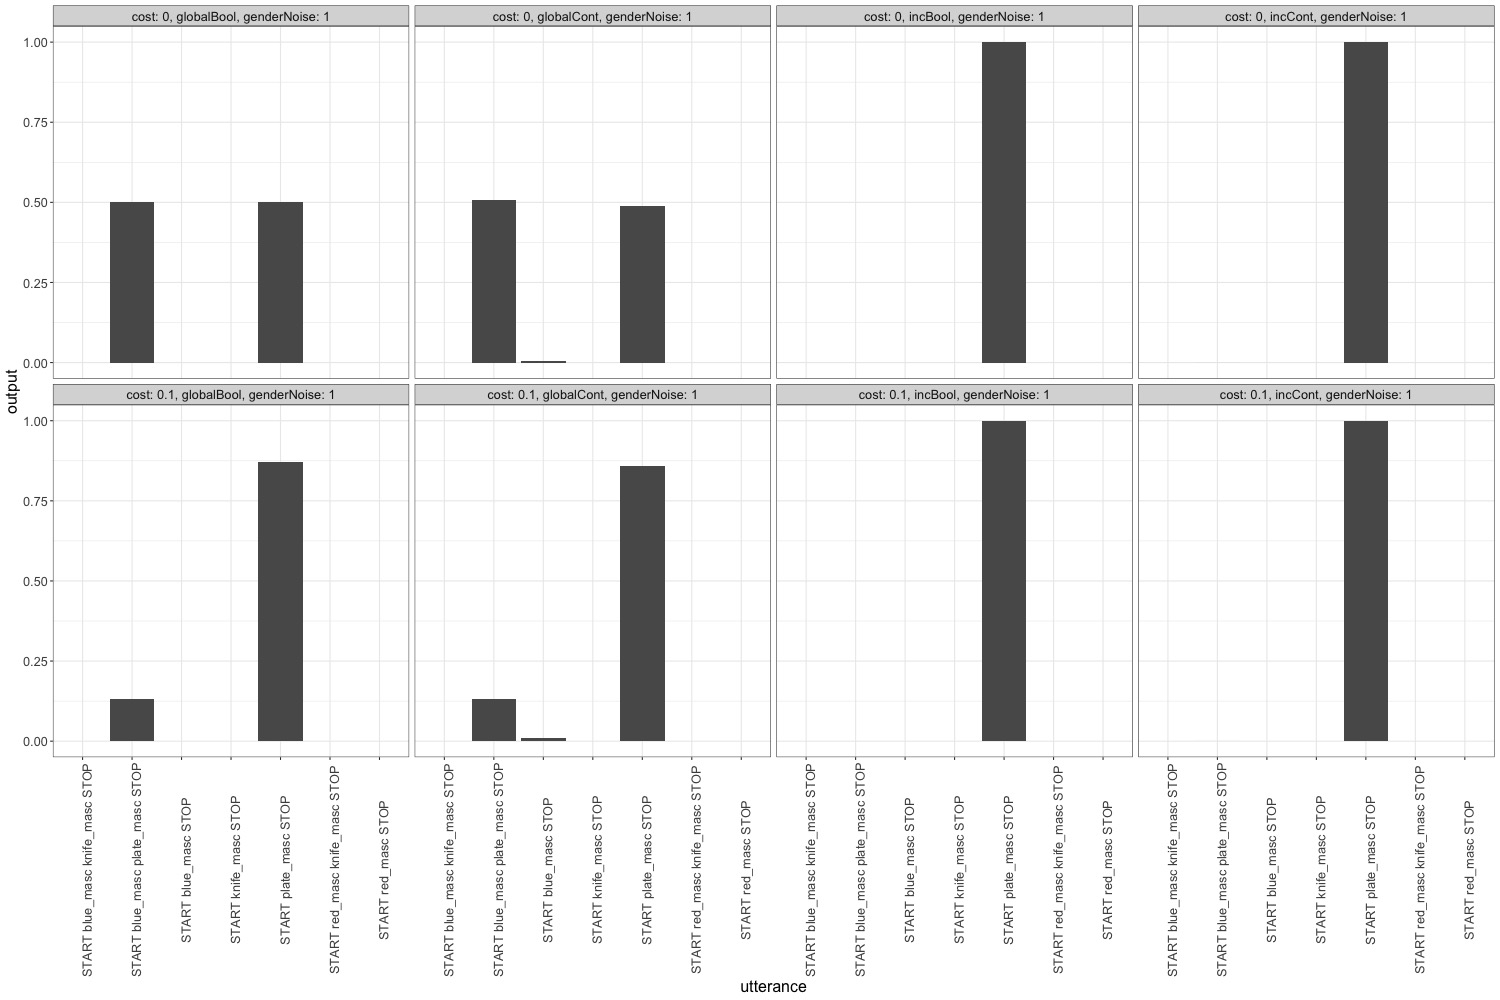 cost: 0, globalBool, genderNoise: 1
cost: 0, globalCont, genderNoise: 1
cost: 0, incBool, genderNoise: 1
cost: 0, incCont, genderNoise: 1
1.00
0.75
0.50
0.25
0.00
output
cost: 0.1, globalBool, genderNoise: 1
cost: 0.1, globalCont, genderNoise: 1
cost: 0.1, incBool, genderNoise: 1
cost: 0.1, incCont, genderNoise: 1
1.00
0.75
0.50
0.25
0.00
START blue_masc knife_masc STOP
START blue_masc plate_masc STOP
START blue_masc STOP
START knife_masc STOP
START plate_masc STOP
START red_masc knife_masc STOP
START red_masc STOP
START blue_masc knife_masc STOP
START blue_masc plate_masc STOP
START blue_masc STOP
START knife_masc STOP
START plate_masc STOP
START red_masc knife_masc STOP
START red_masc STOP
START blue_masc knife_masc STOP
START blue_masc plate_masc STOP
START blue_masc STOP
START knife_masc STOP
START plate_masc STOP
START red_masc knife_masc STOP
START red_masc STOP
START blue_masc knife_masc STOP
START blue_masc plate_masc STOP
START blue_masc STOP
START knife_masc STOP
START plate_masc STOP
START red_masc knife_masc STOP
START red_masc STOP
utterance